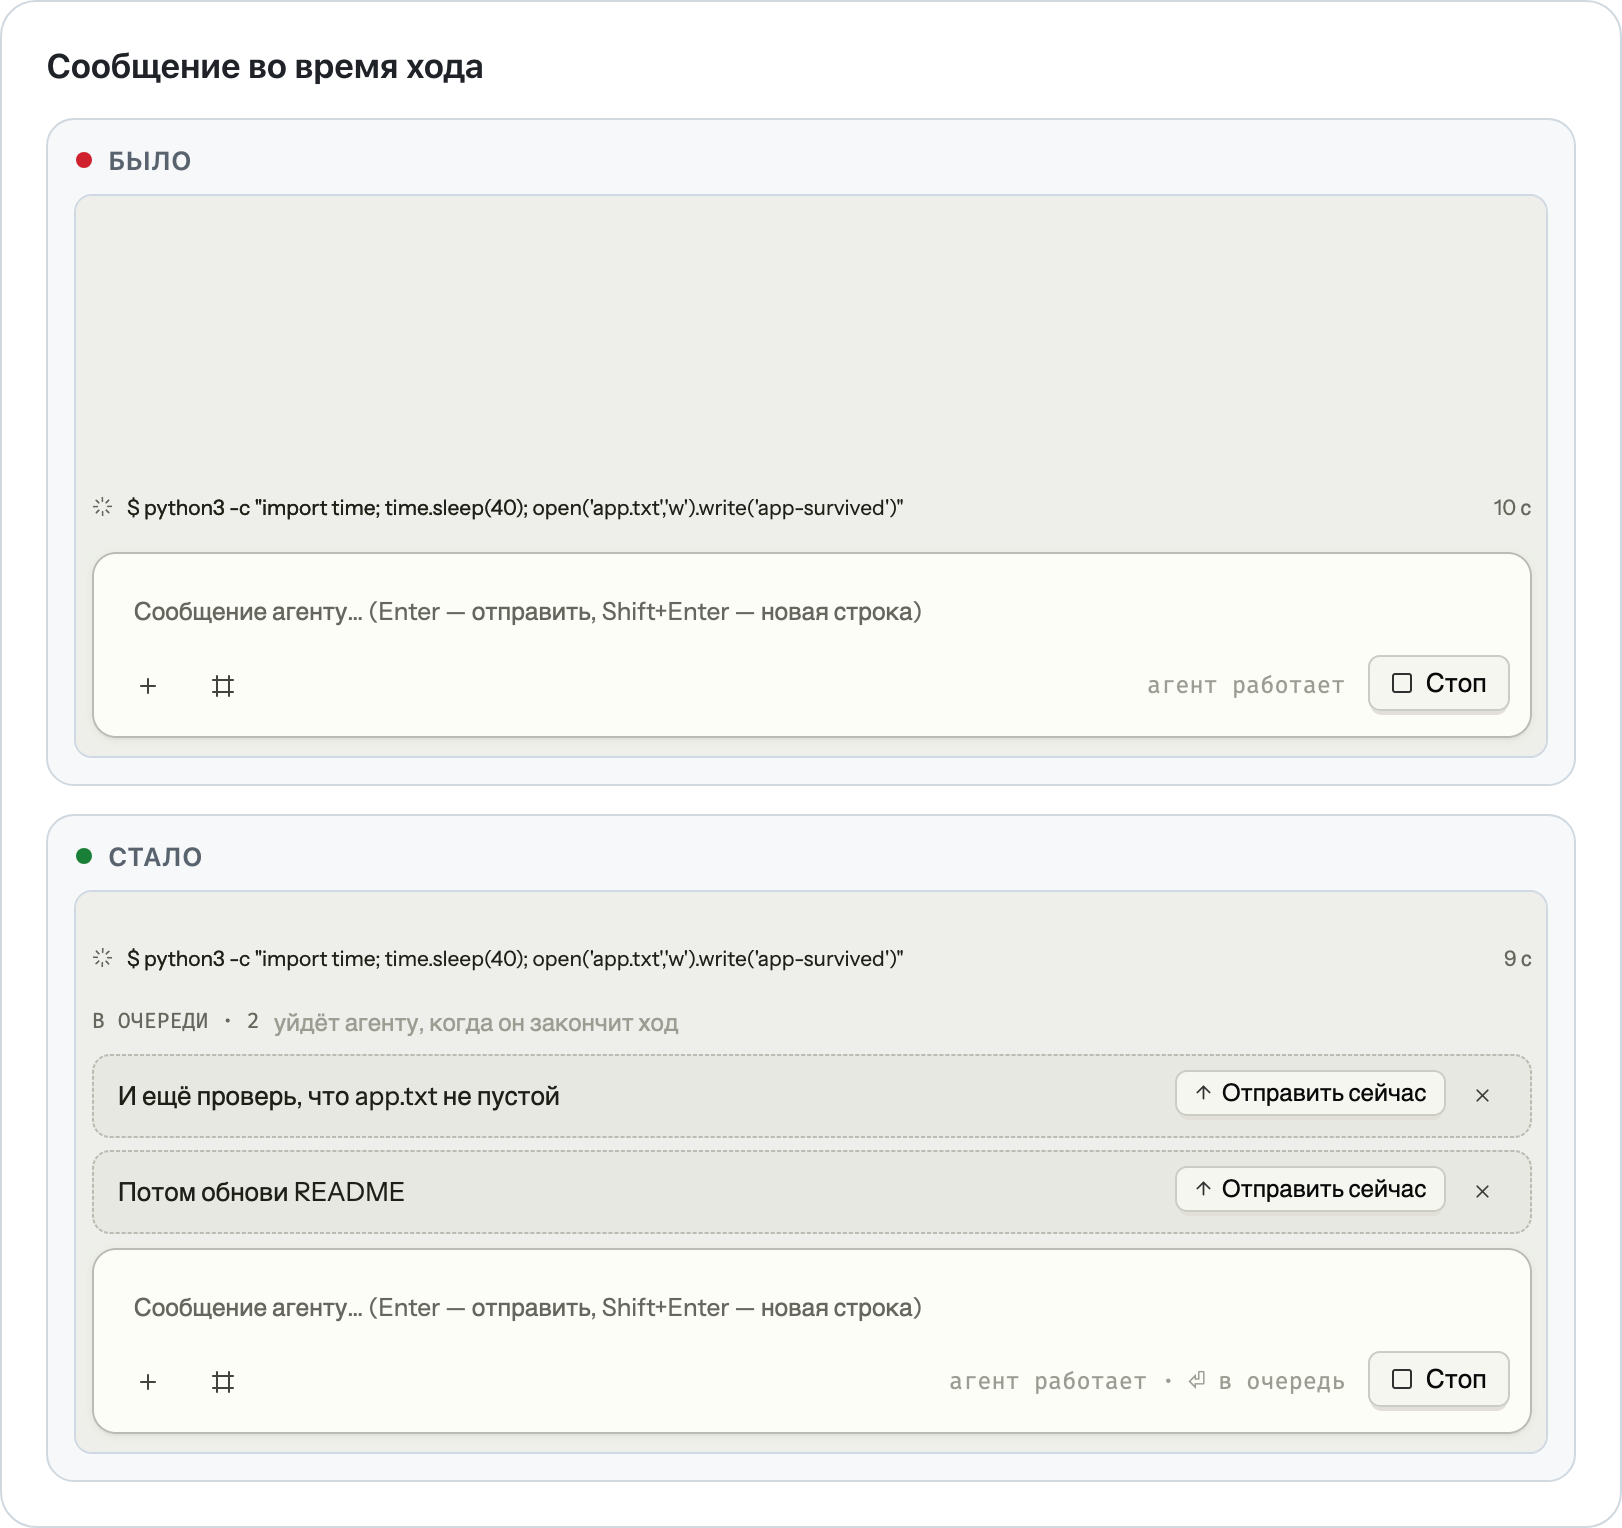 Сообщение во время хода
БЫЛО
$ python3 -c "import time; time.sleep(40); open('app.txt','w').write('app-survived')" 10 с
Сообщение агенту... (Enter — отправить, Shift+Enter — новая строка)
агент работает Стоп
СТАЛО
$ python3 -c "import time; time.sleep(40); open('app.txt','w').write('app-survived')" 9 с
В ОЧЕРЕДИ · 2 уйдёт агенту, когда он закончит ход
И ещё проверь, что app.txt не пустой ↑ Отправить сейчас ×
Потом обнови README ↑ Отправить сейчас ×
Сообщение агенту... (Enter — отправить, Shift+Enter — новая строка)
агент работает · ⏎ в очередь Стоп